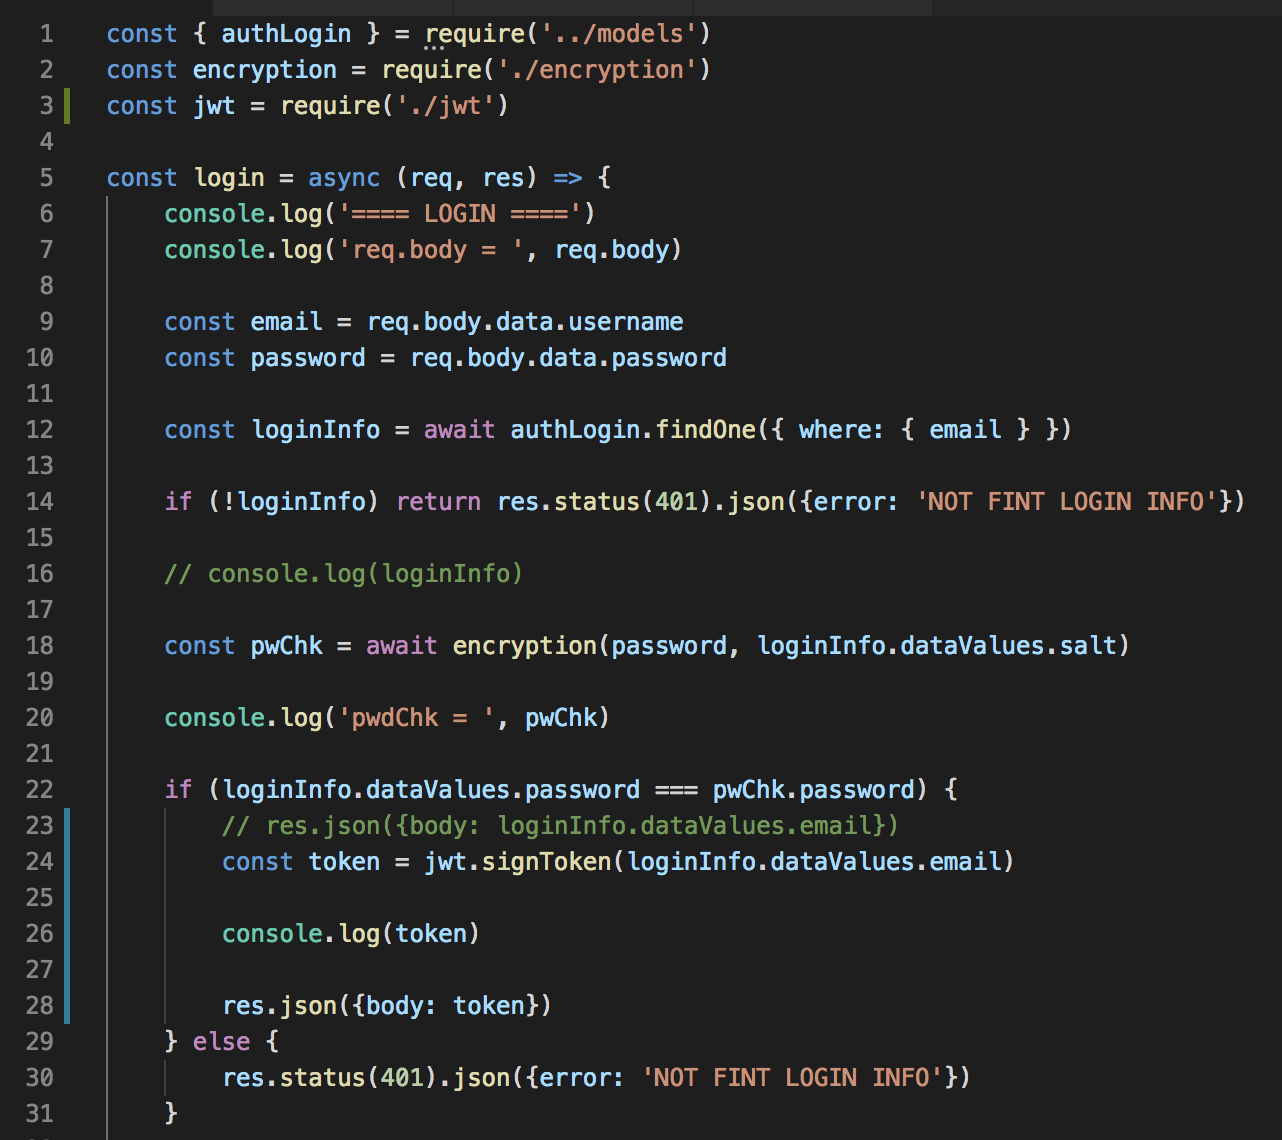 1 const { authLogin } = require('../models')
2 const encryption = require('./encryption')
3 const jwt = require('./jwt')
4
5 const login = async (req, res) => {
6     console.log('==== LOGIN ====')
7     console.log('req.body = ', req.body)
8
9     const email = req.body.data.username
10     const password = req.body.data.password
11
12     const loginInfo = await authLogin.findOne({ where: { email } })
13
14     if (!loginInfo) return res.status(401).json({error: 'NOT FINT LOGIN INFO'})
15
16     // console.log(loginInfo)
17
18     const pwChk = await encryption(password, loginInfo.dataValues.salt)
19
20     console.log('pwdChk = ', pwChk)
21
22     if (loginInfo.dataValues.password === pwChk.password) {
23         // res.json({body: loginInfo.dataValues.email})
24         const token = jwt.signToken(loginInfo.dataValues.email)
25
26         console.log(token)
27
28         res.json({body: token})
29     } else {
30         res.status(401).json({error: 'NOT FINT LOGIN INFO'})
31     }